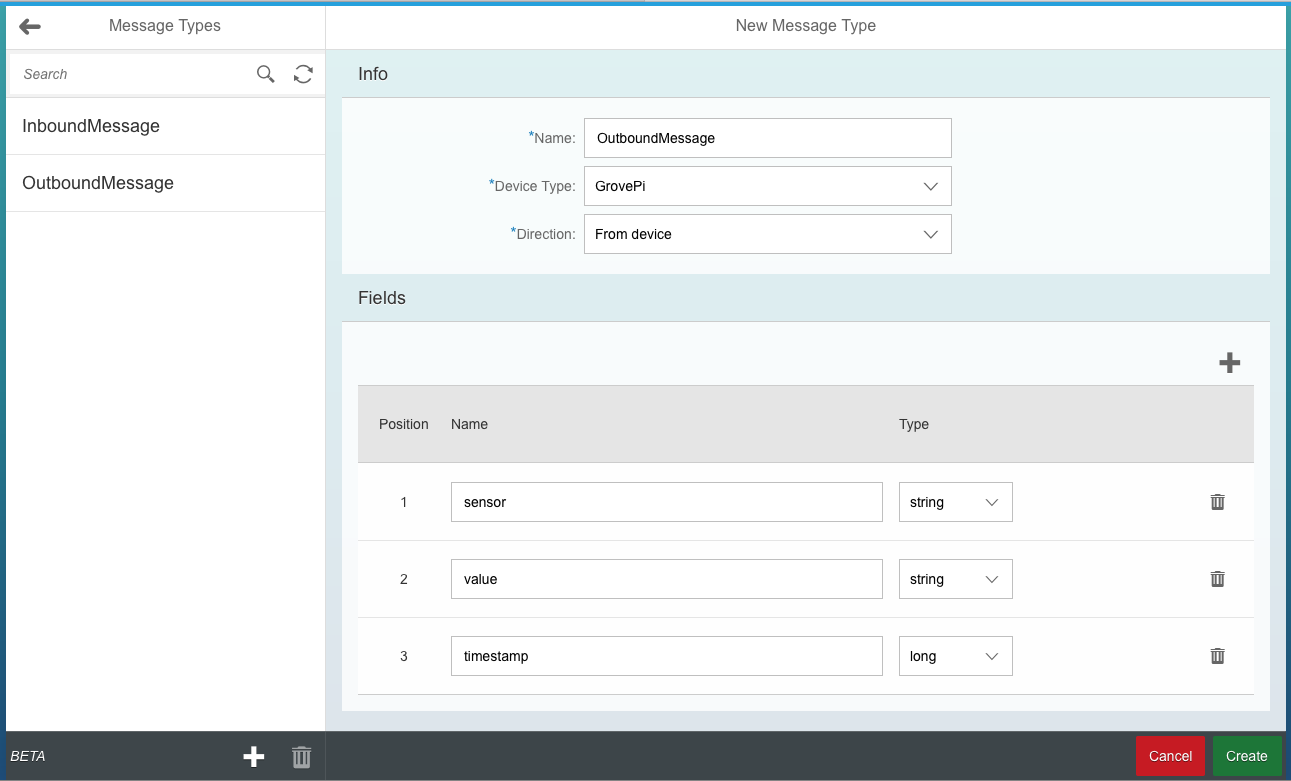 Message Types
New Message Type
Search
InboundMessage
OutboundMessage
Info
*Name: OutboundMessage
*Device Type: GrovePi
*Direction: From device
Fields
Position Name Type
1 sensor string
2 value string
3 timestamp long
BETA
Cancel Create